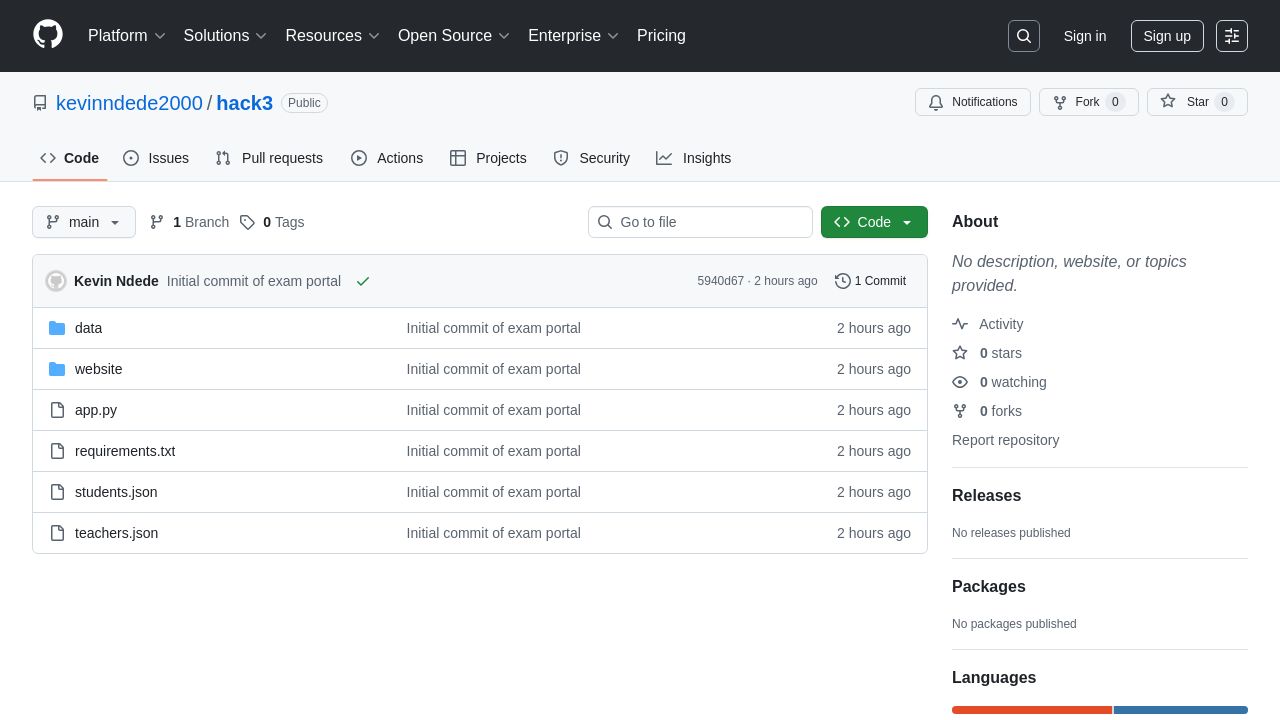 Platform Solutions Resources Open Source Enterprise Pricing Sign in Sign up
kevinndede2000 / hack3 Public Notifications Fork 0 Star 0
Code Issues Pull requests Actions Projects Security Insights
main 1 Branch 0 Tags Go to file Code
Kevin Ndede Initial commit of exam portal 5940d67 · 2 hours ago 1 Commit
data Initial commit of exam portal 2 hours ago
website Initial commit of exam portal 2 hours ago
app.py Initial commit of exam portal 2 hours ago
requirements.txt Initial commit of exam portal 2 hours ago
students.json Initial commit of exam portal 2 hours ago
teachers.json Initial commit of exam portal 2 hours ago
About
No description, website, or topics
provided.
Activity
0 stars
0 watching
0 forks
Report repository
Releases
No releases published
Packages
No packages published
Languages